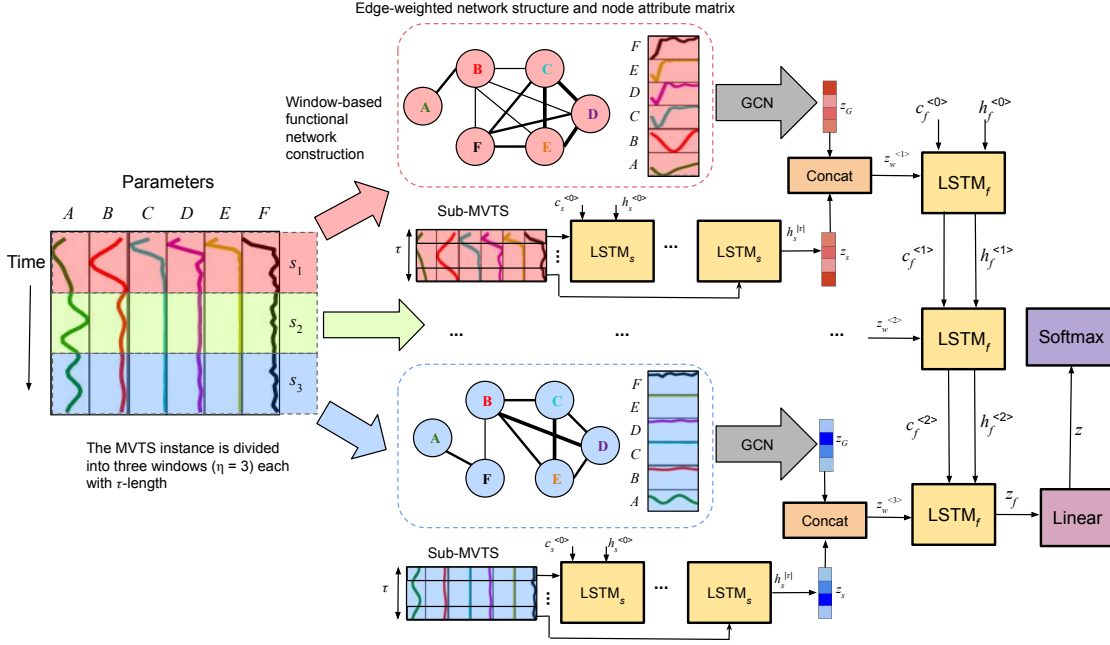 Edge-weighted network structure and node attribute matrix
Window-based
functional
network
construction
A
B
C
D
E
F
F
E
D
C
B
A
GCN
z_G
Concat
z_w^<1>
c_f^<0>
h_f^<0>
LSTM_f
Parameters
A B C D E F
Time
s_1
s_2
s_3
The MVTS instance is divided
into three windows (η = 3) each
with τ-length
Sub-MVTS
τ
c_s^<0>
h_s^<0>
LSTM_s
...
LSTM_s
h_s^|τ|
z_s
c_f^<1>
h_f^<1>
...
...
...
z_w^<2>
LSTM_f
Softmax
A
B
C
D
E
F
F
E
D
C
B
A
GCN
z_G
Concat
z_w^<3>
c_f^<2>
h_f^<2>
LSTM_f
z_f
Linear
z
Sub-MVTS
τ
c_s^<0>
h_s^<0>
LSTM_s
...
LSTM_s
h_s^|τ|
z_s